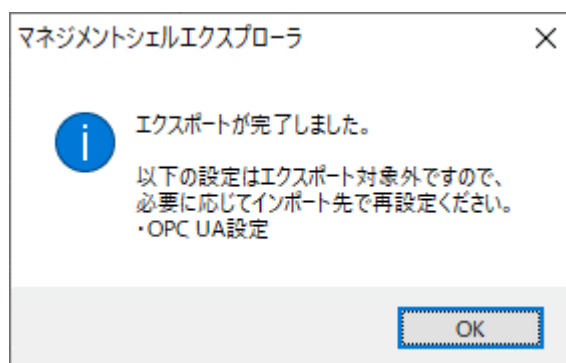 マネジメントシェルエクスプローラ
エクスポートが完了しました。
以下の設定はエクスポート対象外ですので、
必要に応じてインポート先で再設定ください。
・OPC UA設定
OK